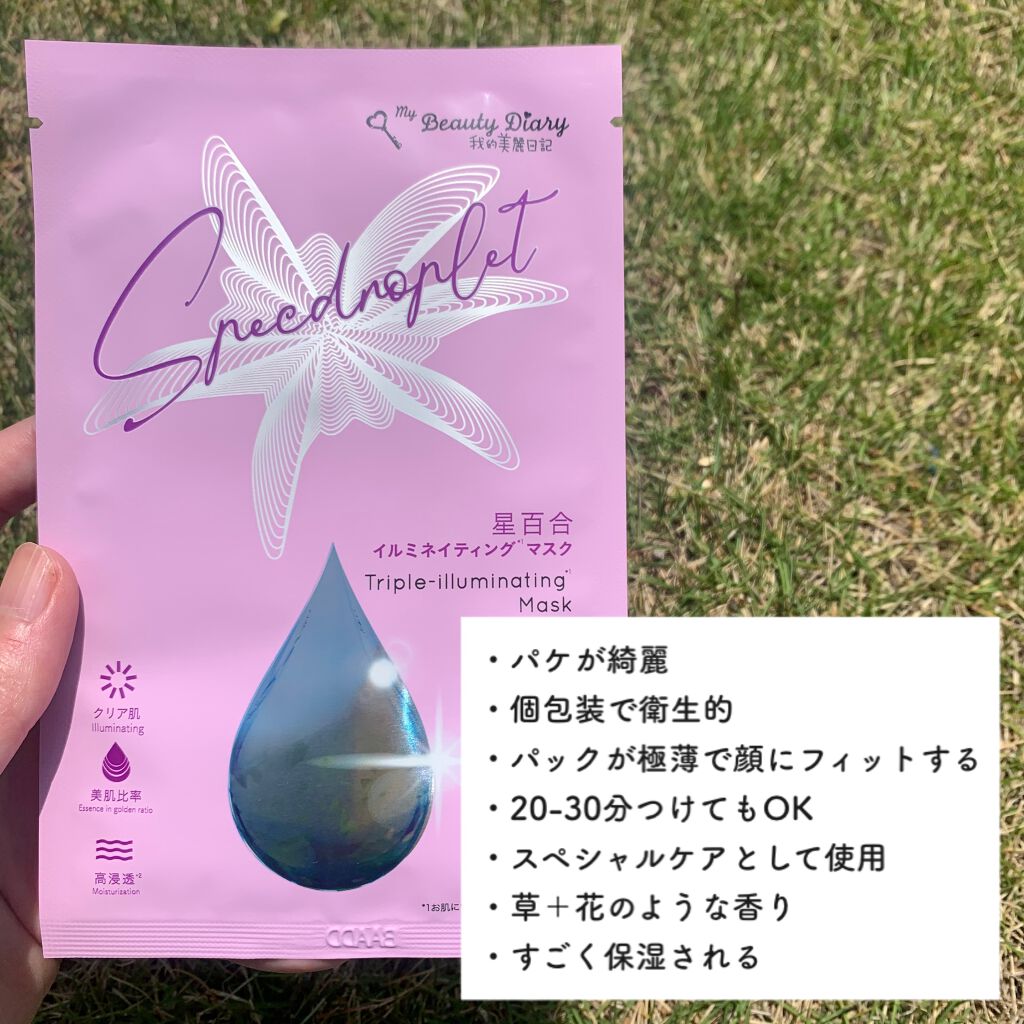 My Beauty Diary
我的美麗日記
Specdroplet
星百合
イルミネイティング*1マスク
Triple-illuminating*1
Mask
クリア肌
Illuminating
美肌比率
Essence in golden ratio
高浸透*2
Moisturization
*1お肌に
・パケが綺麗
・個包装で衛生的
・パックが極薄で顔にフィットする
・20-30分つけてもOK
・スペシャルケアとして使用
・草＋花のような香り
・すごく保湿される